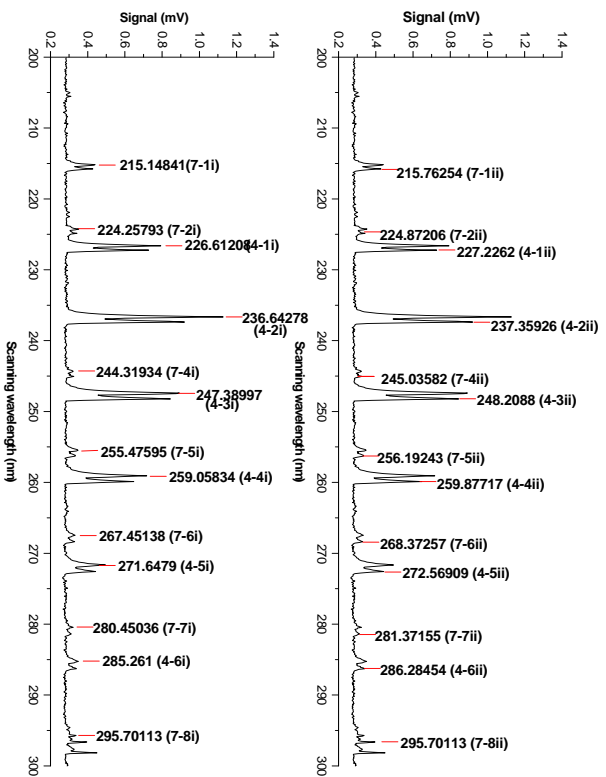 Signal (mV)
0.2 0.4 0.6 0.8 1.0 1.2 1.4
200
210
220
230
240
250
260
270
280
290
300
Scanning wavelength (nm)
215.14841(7-1i)
224.25793 (7-2i)
226.61208(4-1i)
236.64278
(4-2i)
244.31934 (7-4i)
247.38997
(4-3i)
255.47595 (7-5i)
259.05834 (4-4i)
267.45138 (7-6i)
271.6479 (4-5i)
280.45036 (7-7i)
285.261 (4-6i)
295.70113 (7-8i)
Signal (mV)
0.2 0.4 0.6 0.8 1.0 1.2 1.4
200
210
220
230
240
250
260
270
280
290
300
Scanning wavelength (nm)
215.76254 (7-1ii)
224.87206 (7-2ii)
227.2262 (4-1ii)
237.35926 (4-2ii)
245.03582 (7-4ii)
248.2088 (4-3ii)
256.19243 (7-5ii)
259.87717 (4-4ii)
268.37257 (7-6ii)
272.56909 (4-5ii)
281.37155 (7-7ii)
286.28454 (4-6ii)
295.70113 (7-8ii)